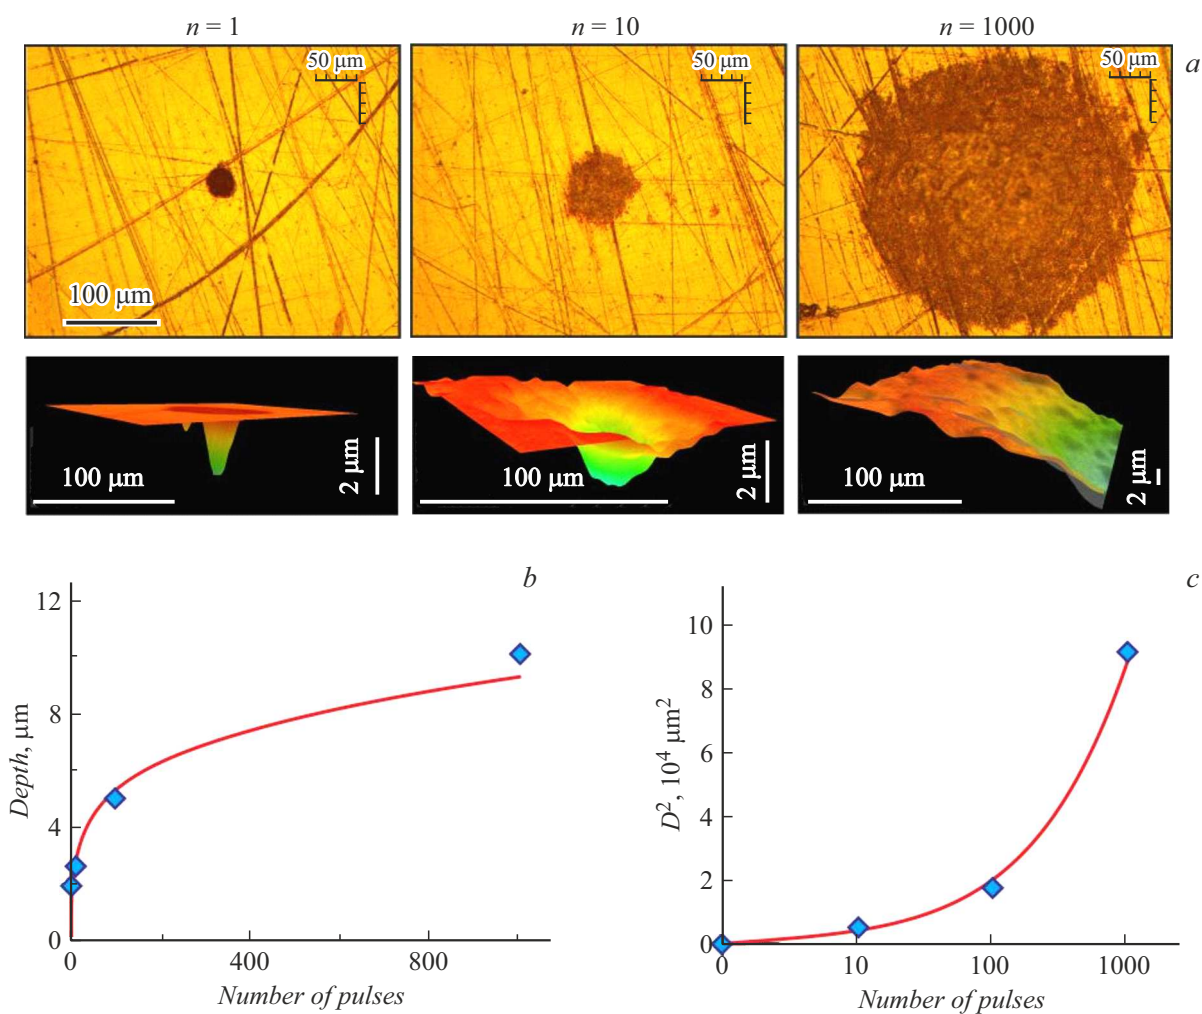 n = 1 n = 10 n = 1000
50 µm 50 µm 50 µm a
100 µm
100 µm 2 µm 100 µm 2 µm 100 µm 2 µm
b c
12
8
4
0
Depth, µm
0 400 800
Number of pulses
10
8
6
4
2
0
D², 10⁴ µm²
0 10 100 1000
Number of pulses